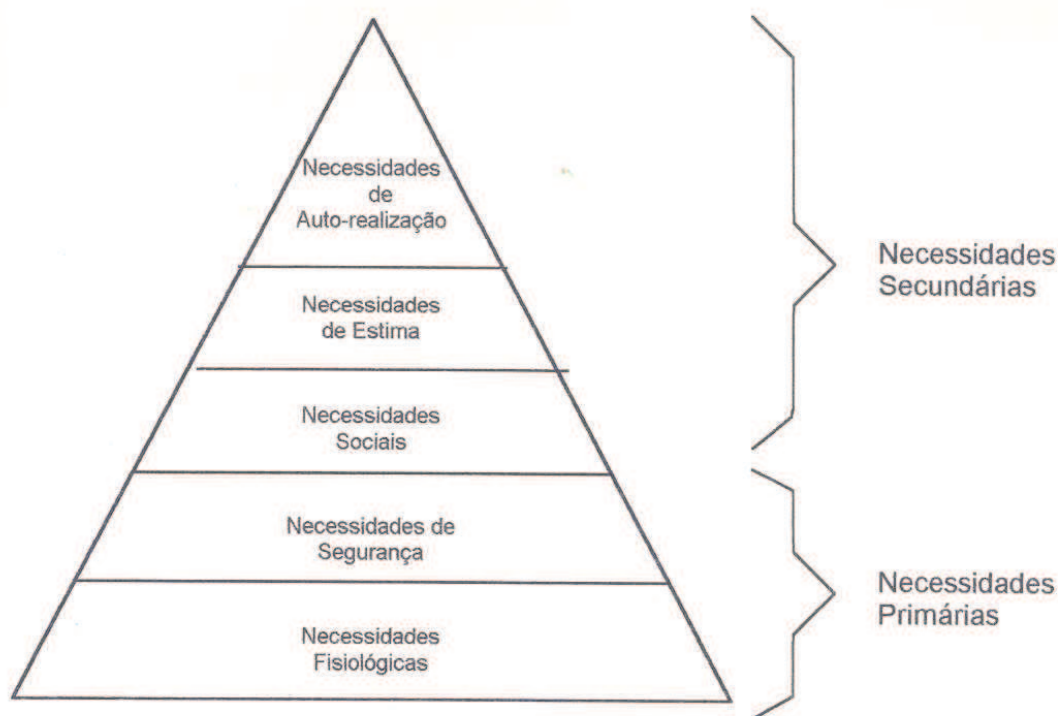 Necessidades
de
Auto-realização
Necessidades
de Estima
Necessidades
Sociais
Necessidades de
Segurança
Necessidades
Fisiológicas
Necessidades
Secundárias
Necessidades
Primárias